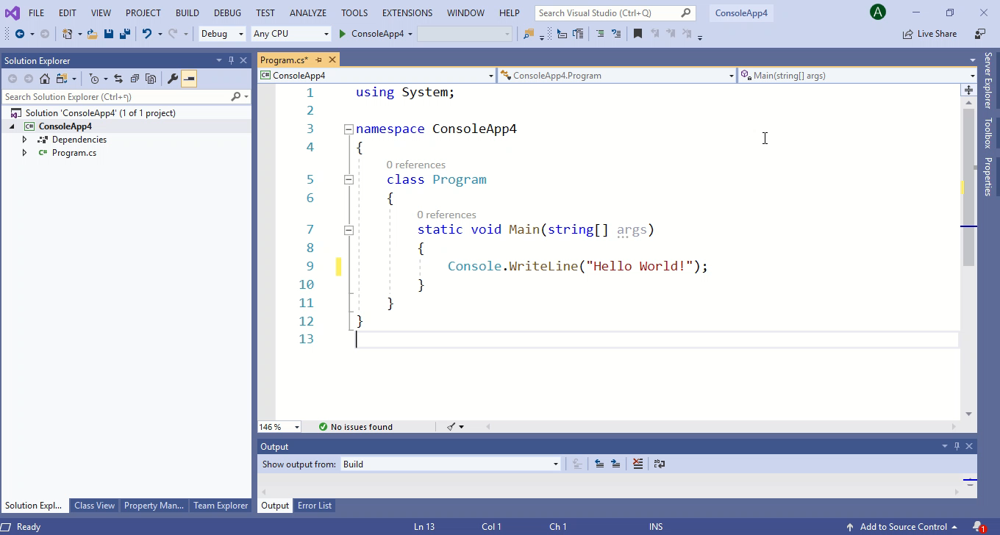 FILE EDIT VIEW PROJECT BUILD DEBUG TEST ANALYZE TOOLS EXTENSIONS WINDOW HELP Search Visual Studio (Ctrl+Q) ConsoleApp4 A
Debug Any CPU ConsoleApp4 Live Share
Solution Explorer
Search Solution Explorer (Ctrl+ך)
Solution 'ConsoleApp4' (1 of 1 project)
C# ConsoleApp4
Dependencies
C# Program.cs
Solution Expl... Class View Property Man... Team Explorer
Program.cs*
C# ConsoleApp4 ConsoleApp4.Program Main(string[] args)
1 using System;
2
3 namespace ConsoleApp4
4 {
0 references
5 class Program
6 {
0 references
7 static void Main(string[] args)
8 {
9 Console.WriteLine("Hello World!");
10 }
11 }
12 }
13
146 % No issues found
Output
Show output from: Build
Output Error List
Server Explorer
Toolbox
Properties
Ready Ln 13 Col 1 Ch 1 INS Add to Source Control 1